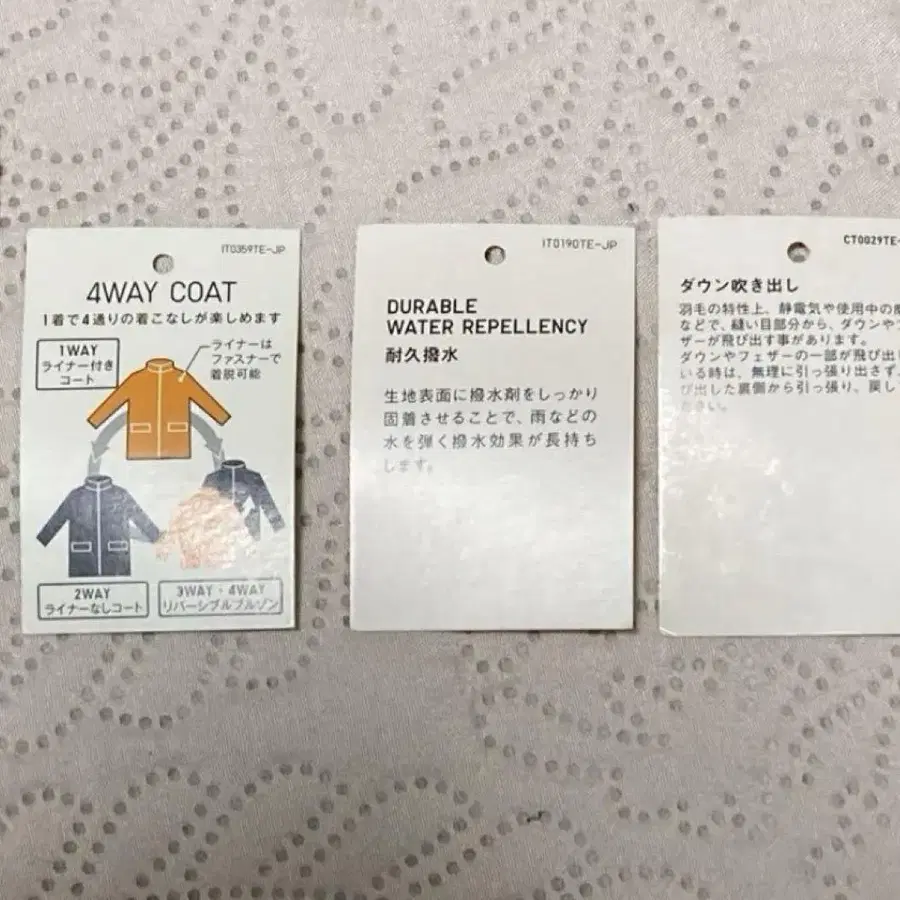 IT0359TE-JP
4WAY COAT
1着で4通りの着こなしが楽しめます
1WAY
ライナー付き
コート
ライナーは
ファスナーで
着脱可能
2WAY
ライナーなしコート
3WAY・4WAY
リバーシブルブルゾン
IT0190TE-JP
DURABLE
WATER REPELLENCY
耐久撥水
生地表面に撥水剤をしっかり
固着させることで、雨などの
水を弾く撥水効果が長持ち
します。
CT0029TE-
ダウン吹き出し
羽毛の特性上、静電気や使用中の
などで、縫い目部分から、ダウンや
ザーが飛び出す事があります。
ダウンやフェザーの一部が飛び出し
いる時は、無理に引っ張り出さず、
び出した裏側から引っ張り、戻し
ださい。